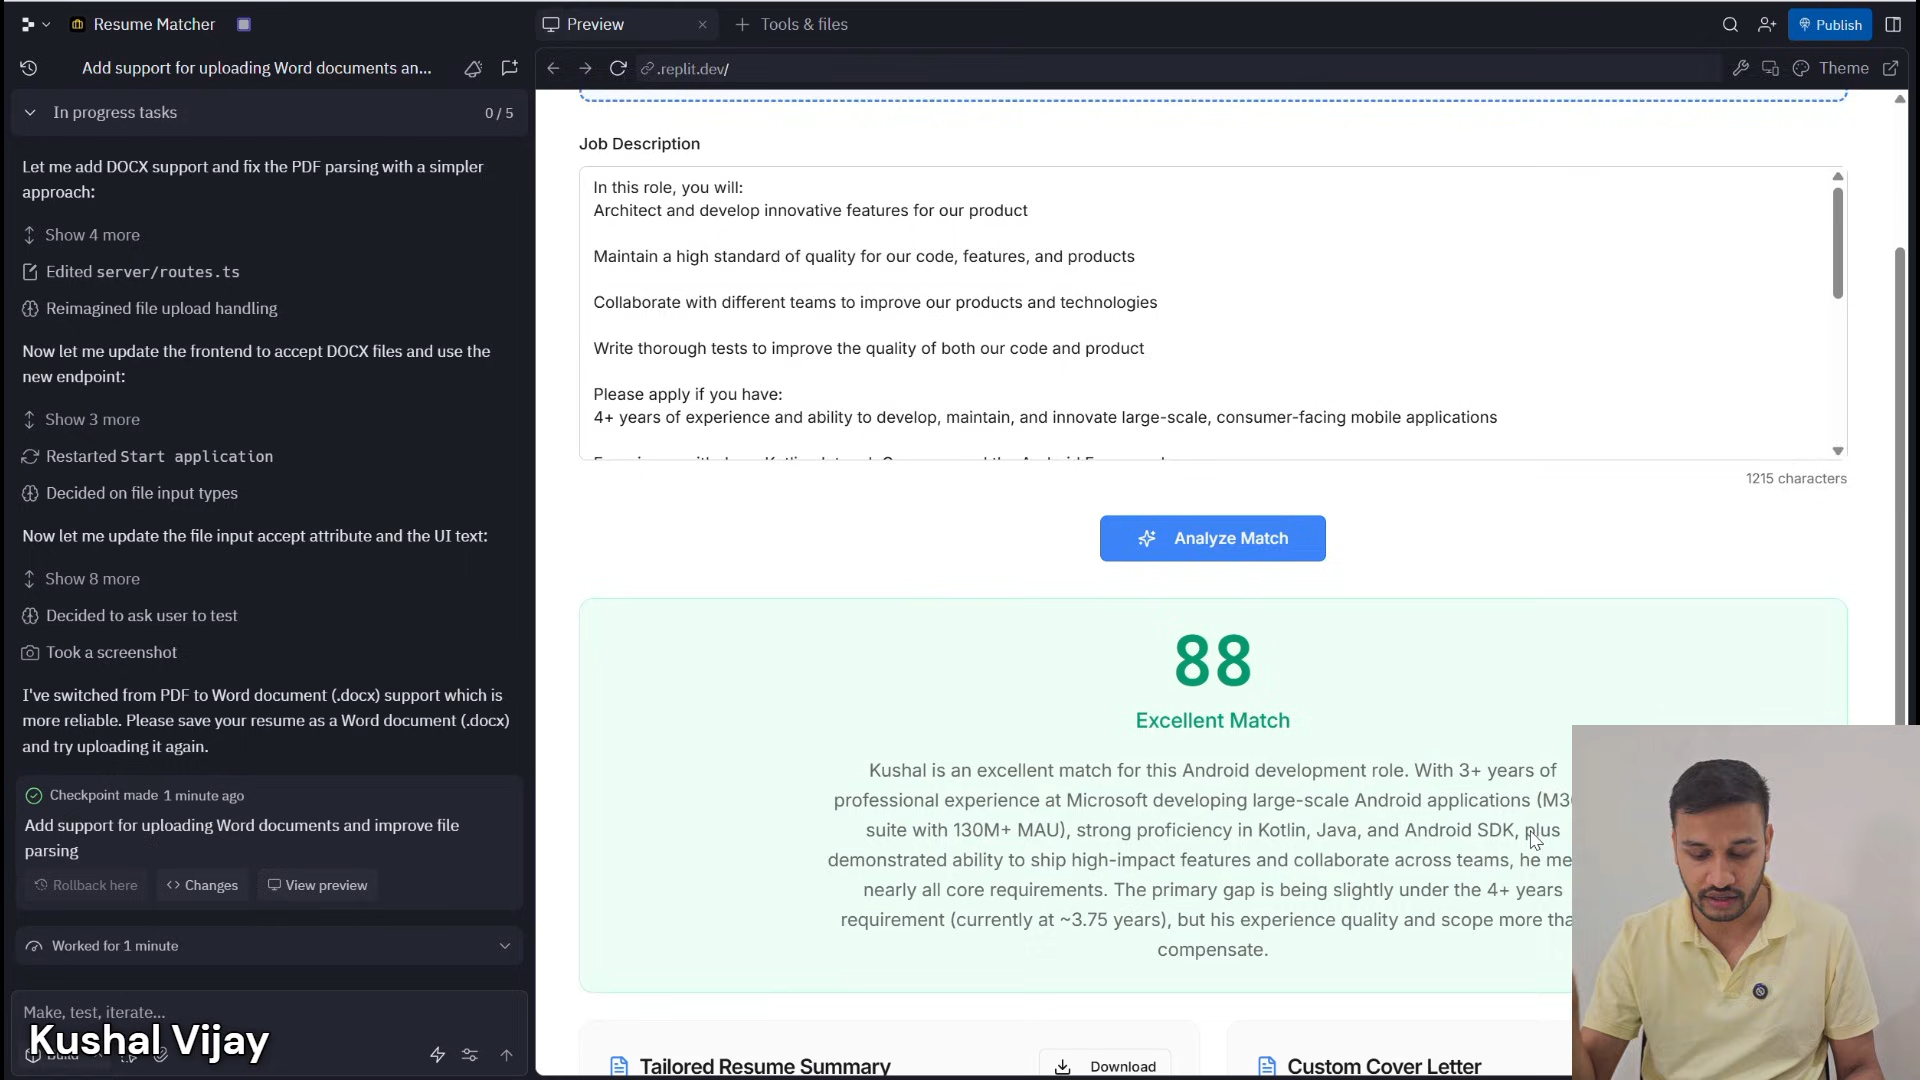 Resume Matcher
Preview
Tools & files
Publish
Add support for uploading Word documents an...
.replit.dev/
Theme
In progress tasks
0 / 5
Let me add DOCX support and fix the PDF parsing with a simpler
approach:
Show 4 more
Edited server/routes.ts
Reimagined file upload handling
Now let me update the frontend to accept DOCX files and use the
new endpoint:
Show 3 more
Restarted Start application
Decided on file input types
Now let me update the file input accept attribute and the UI text:
Show 8 more
Decided to ask user to test
Took a screenshot
I've switched from PDF to Word document (.docx) support which is
more reliable. Please save your resume as a Word document (.docx)
and try uploading it again.
Checkpoint made 1 minute ago
Add support for uploading Word documents and improve file
parsing
Rollback here
Changes
View preview
Worked for 1 minute
Make, test, iterate...
Kushal Vijay
Job Description
In this role, you will:
Architect and develop innovative features for our product
Maintain a high standard of quality for our code, features, and products
Collaborate with different teams to improve our products and technologies
Write thorough tests to improve the quality of both our code and product
Please apply if you have:
4+ years of experience and ability to develop, maintain, and innovate large-scale, consumer-facing mobile applications
1215 characters
Analyze Match
88
Excellent Match
Kushal is an excellent match for this Android development role. With 3+ years of
professional experience at Microsoft developing large-scale Android applications
suite with 130M+ MAU), strong proficiency in Kotlin, Java, and Android SDK, plus
demonstrated ability to ship high-impact features and collaborate across teams, he
nearly all core requirements. The primary gap is being slightly under the 4+ years
requirement (currently at ~3.75 years), but his experience quality and scope more
compensate.
Tailored Resume Summary
Download
Custom Cover Letter